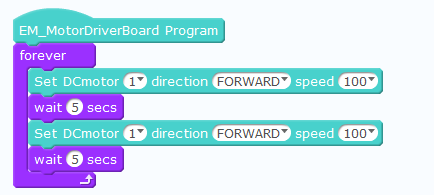 EM_MotorDriverBoard Program
forever
Set DCmotor 1 direction FORWARD speed 100
wait 5 secs
Set DCmotor 1 direction FORWARD speed 100
wait 5 secs